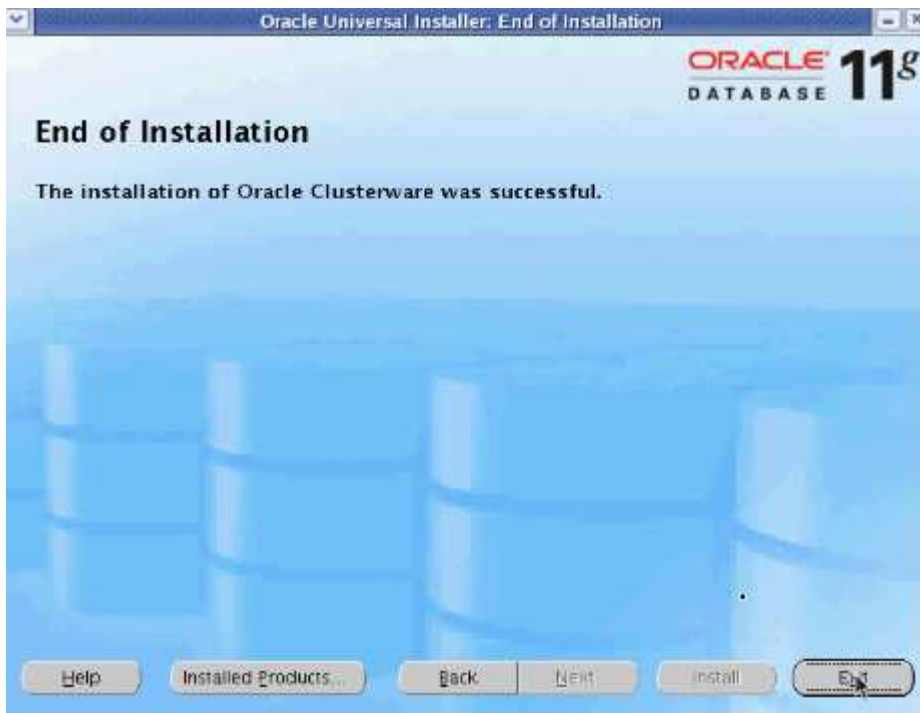 Oracle Universal Installer: End of Installation
ORACLE 11g
DATABASE
End of Installation
The installation of Oracle Clusterware was successful.
Help Installed Products... Back Next Install Exit